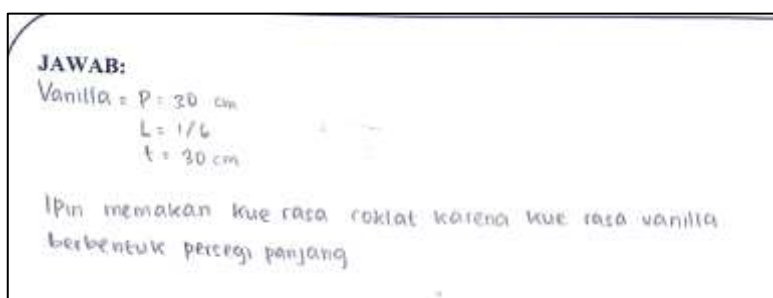 JAWAB:
Vanilla = P = 30 cm
L = 1/6
t = 30 cm
Ipin memakan kue rasa coklat karena kue rasa vanilla
berbentuk persegi panjang